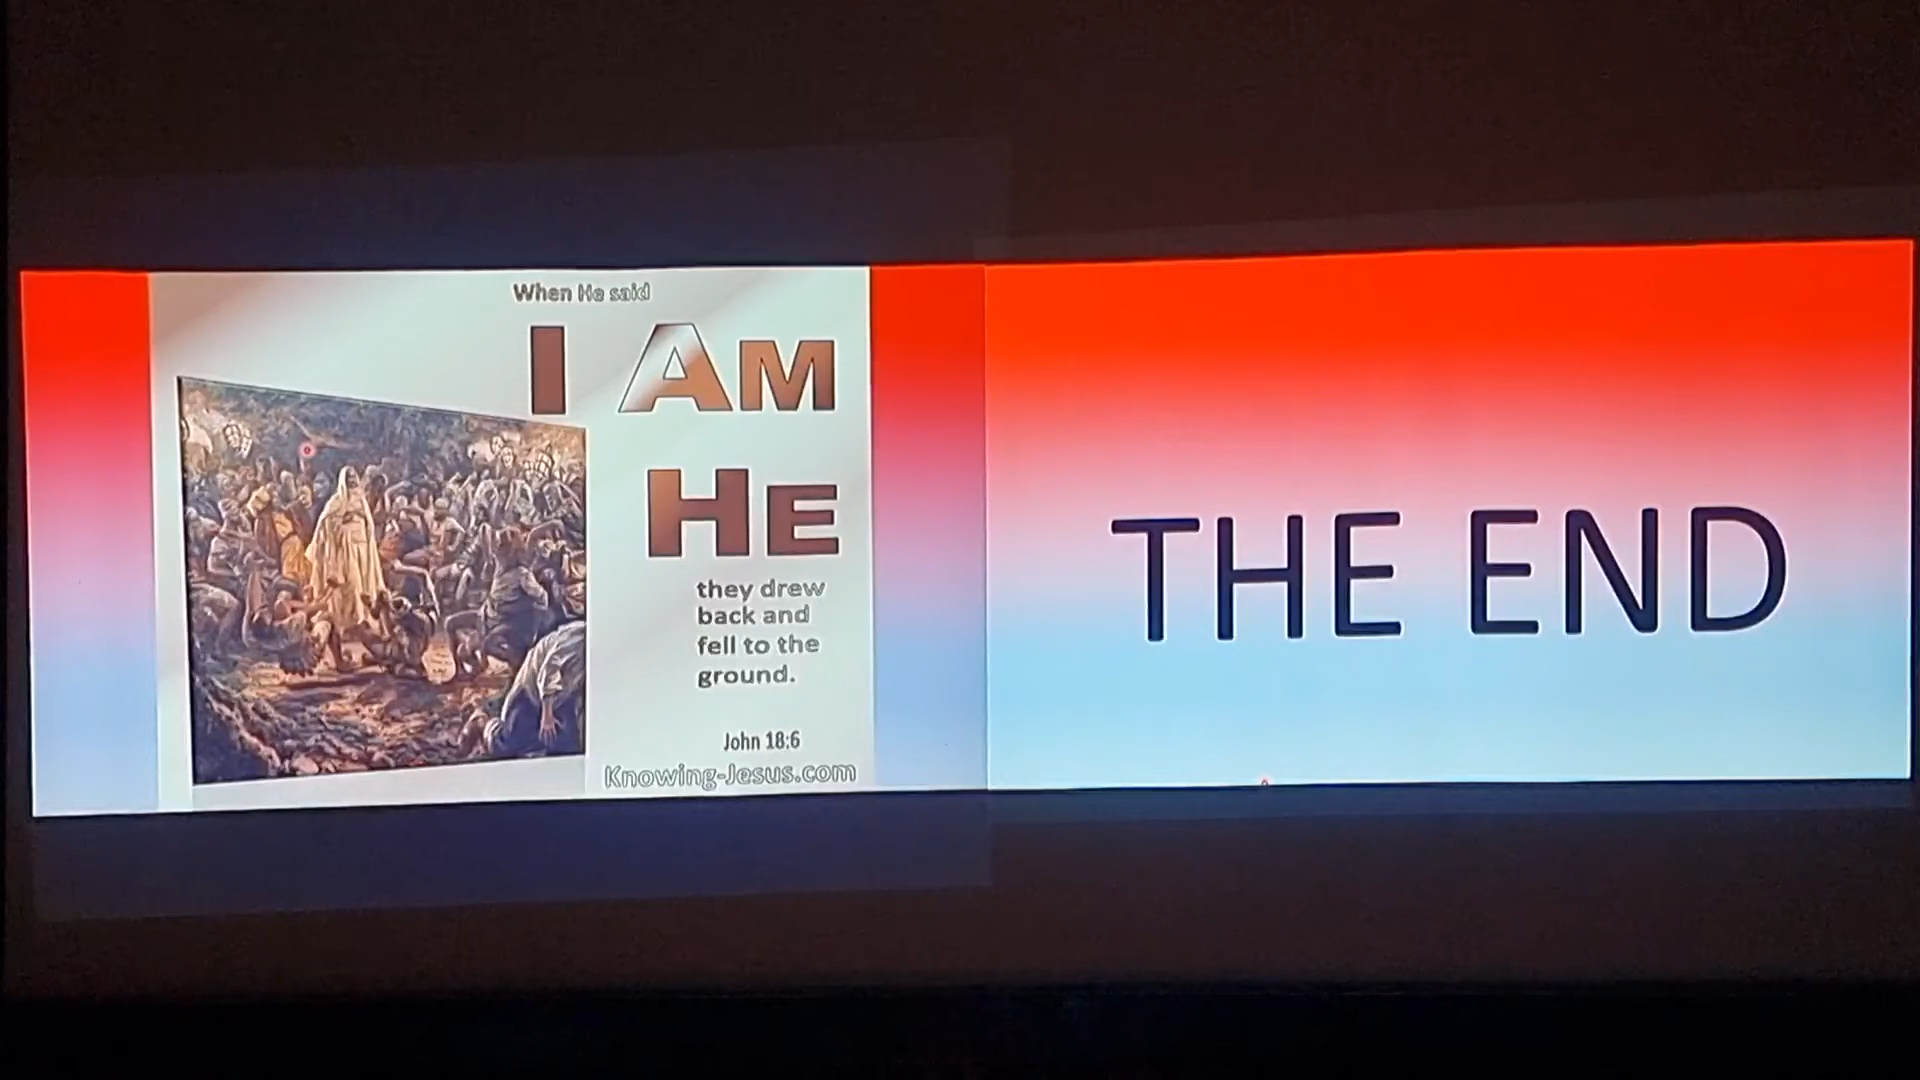 When He said
I AM
HE
they drew
back and
fell to the
ground.
John 18:6
Knowing-Jesus.com
THE END